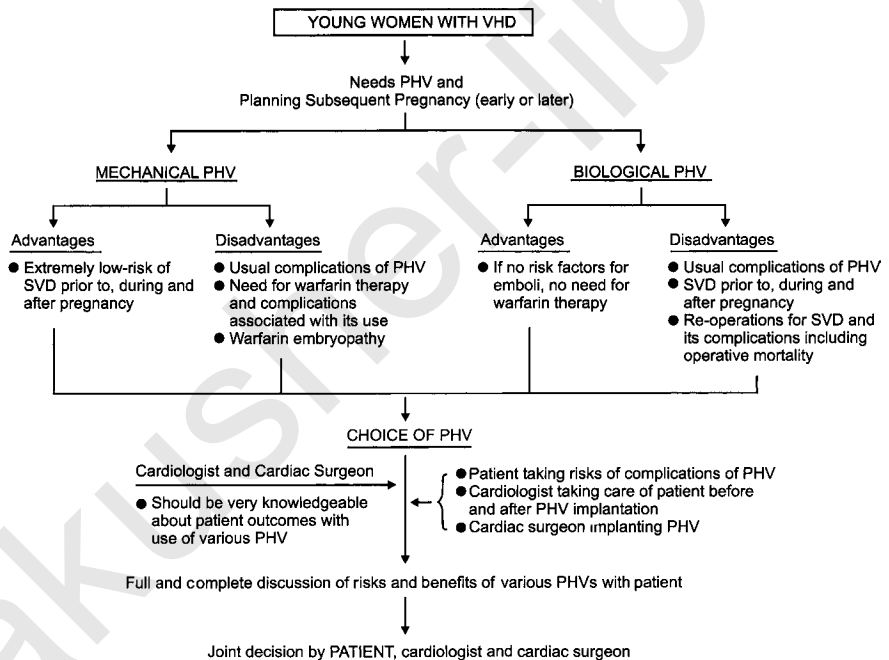 YOUNG WOMEN WITH VHD
Needs PHV and
Planning Subsequent Pregnancy (early or later)
MECHANICAL PHV
BIOLOGICAL PHV
Advantages
● Extremely low-risk of
SVD prior to, during and
after pregnancy
Disadvantages
● Usual complications of PHV
● Need for warfarin therapy and complications
associated with its use
● Warfarin embryopathy
Advantages
● If no risk factors for
emboli, no need for
warfarin therapy
Disadvantages
● Usual complications of PHV
● SVD prior to, during and
after pregnancy
● Re-operations for SVD and
its complications including
operative mortality
CHOICE OF PHV
Cardiologist and Cardiac Surgeon
● Should be very knowledgeable
about patient outcomes with
use of various PHV
● Patient taking risks of complications of PHV
● Cardiologist taking care of patient before
and after PHV implantation
● Cardiac surgeon implanting PHV
Full and complete discussion of risks and benefits of various PHVs with patient
Joint decision by PATIENT, cardiologist and cardiac surgeon
akusher-lib